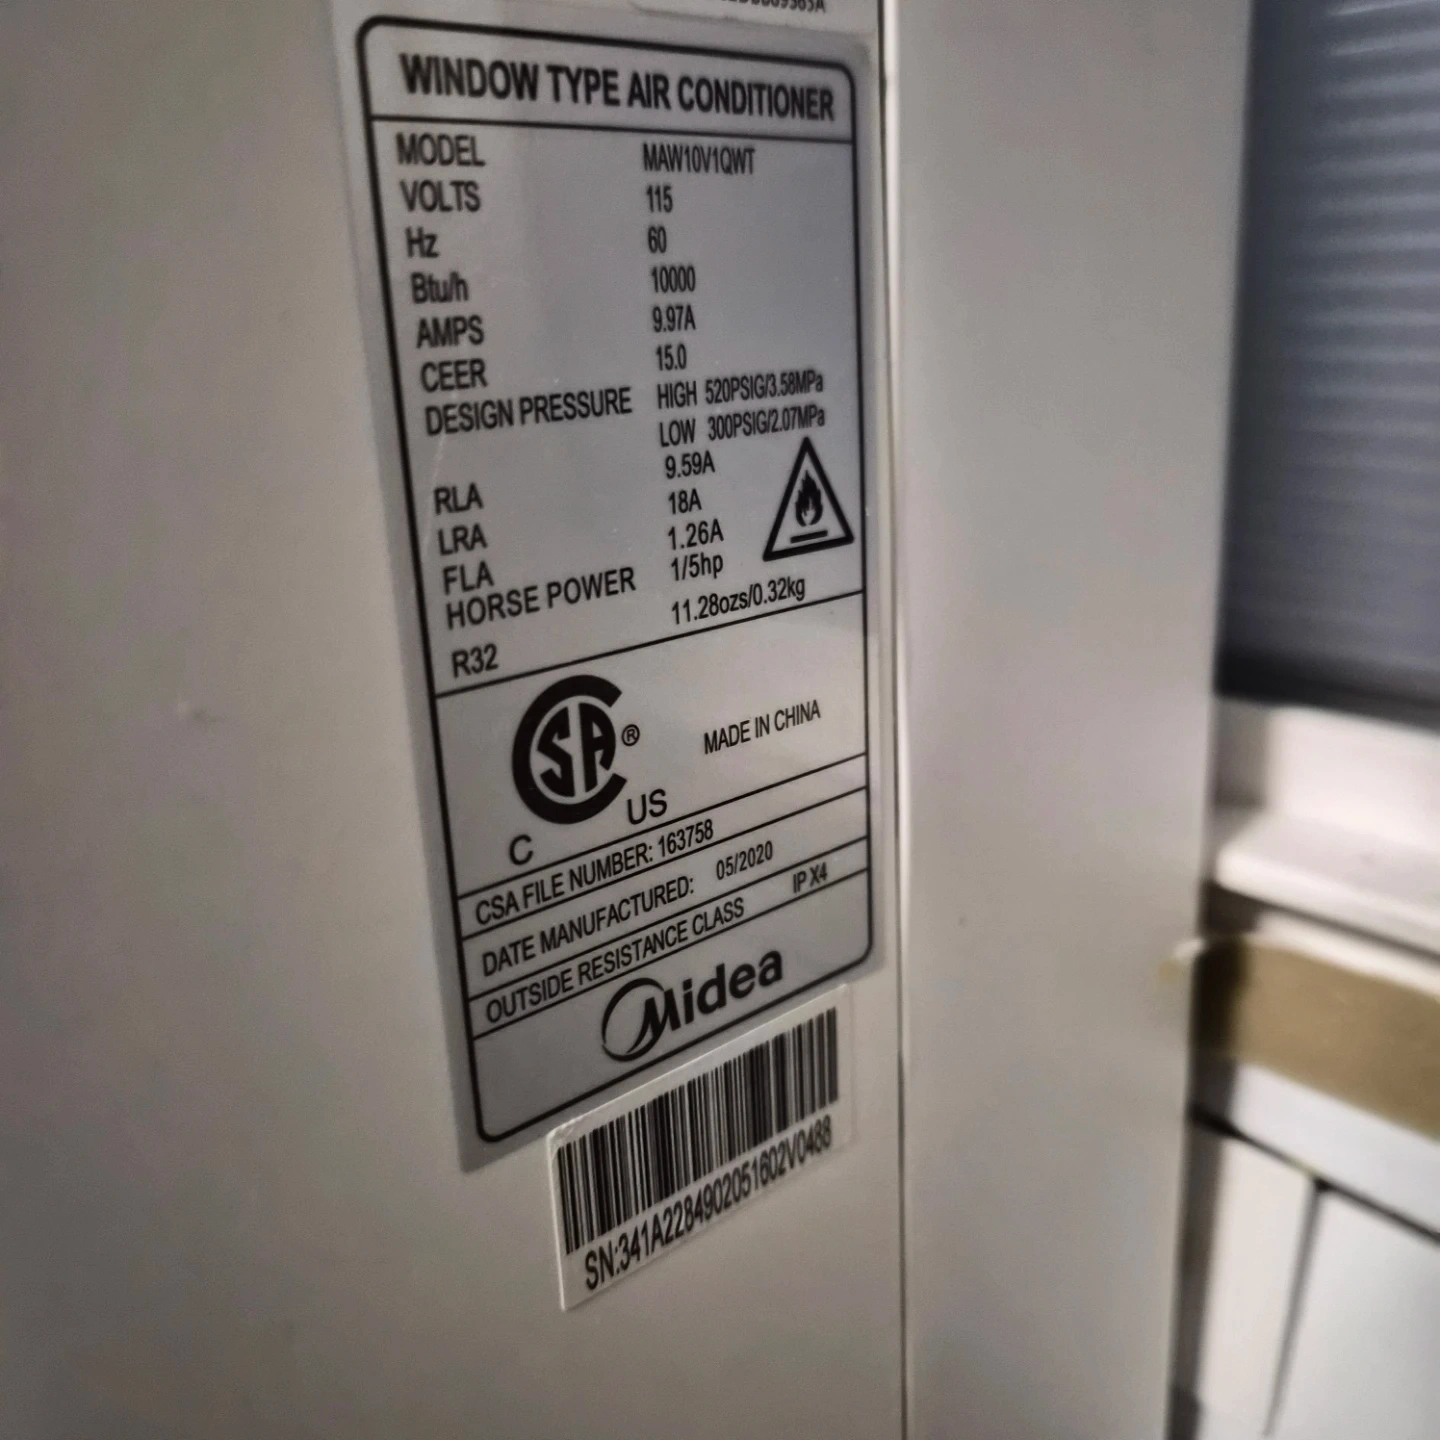 WINDOW TYPE AIR CONDITIONER
MODEL MAW10V1QWT
VOLTS 115
Hz 60
Btu/h 10000
AMPS 9.97A
CEER 15.0
DESIGN PRESSURE HIGH 520PSIG/3.58MPa
LOW 300PSIG/2.07MPa
RLA 9.59A
LRA 18A
FLA 1.26A
HORSE POWER 1/5hp
R32 11.28ozs/0.32kg
CSA ®
C US
MADE IN CHINA
CSA FILE NUMBER: 163758
DATE MANUFACTURED: 05/2020
OUTSIDE RESISTANCE CLASS IP X4
Midea
SN:341A2284902051602V0488